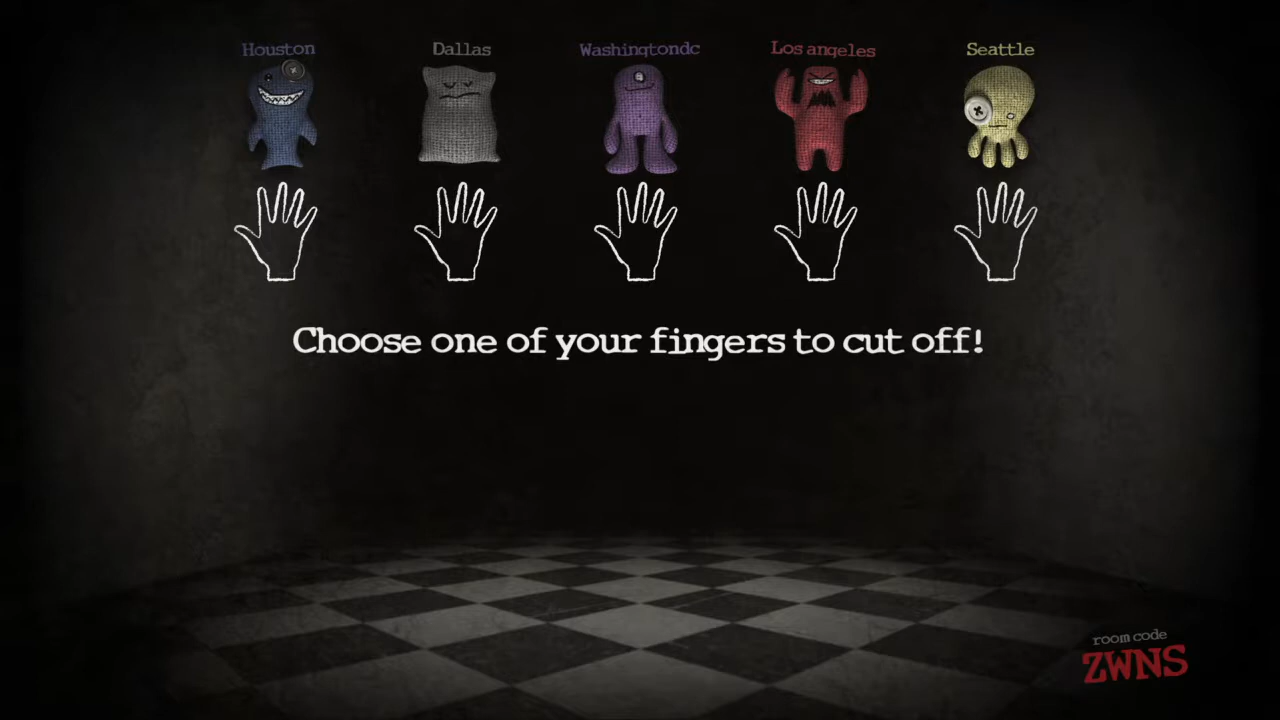 Houston
Dallas
Washingtondc
Los angeles
Seattle
Choose one of your fingers to cut off!
room code
ZWNS